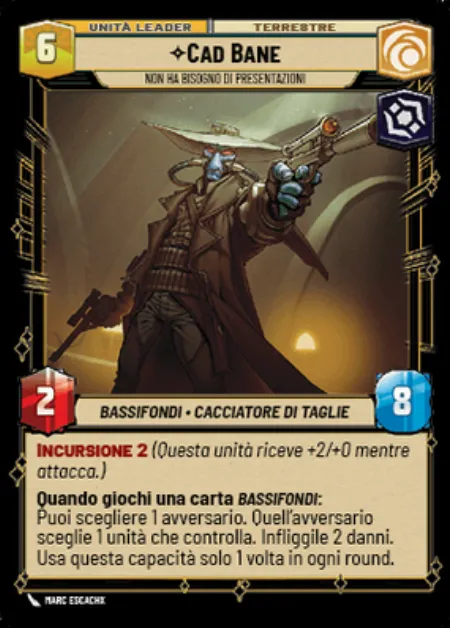 6
UNITÀ LEADER
TERRESTRE
CAD BANE
NON HA BISOGNO DI PRESENTAZIONI
2
BASSIFONDI • CACCIATORE DI TAGLIE
8
INCURSIONE 2 (Questa unità riceve +2/+0 mentre
attacca.)
Quando giochi una carta BASSIFONDI:
Puoi scegliere 1 avversario. Quell'avversario
sceglie 1 unità che controlla. Infliggile 2 danni.
Usa questa capacità solo 1 volta in ogni round.
MARC ESCACHX